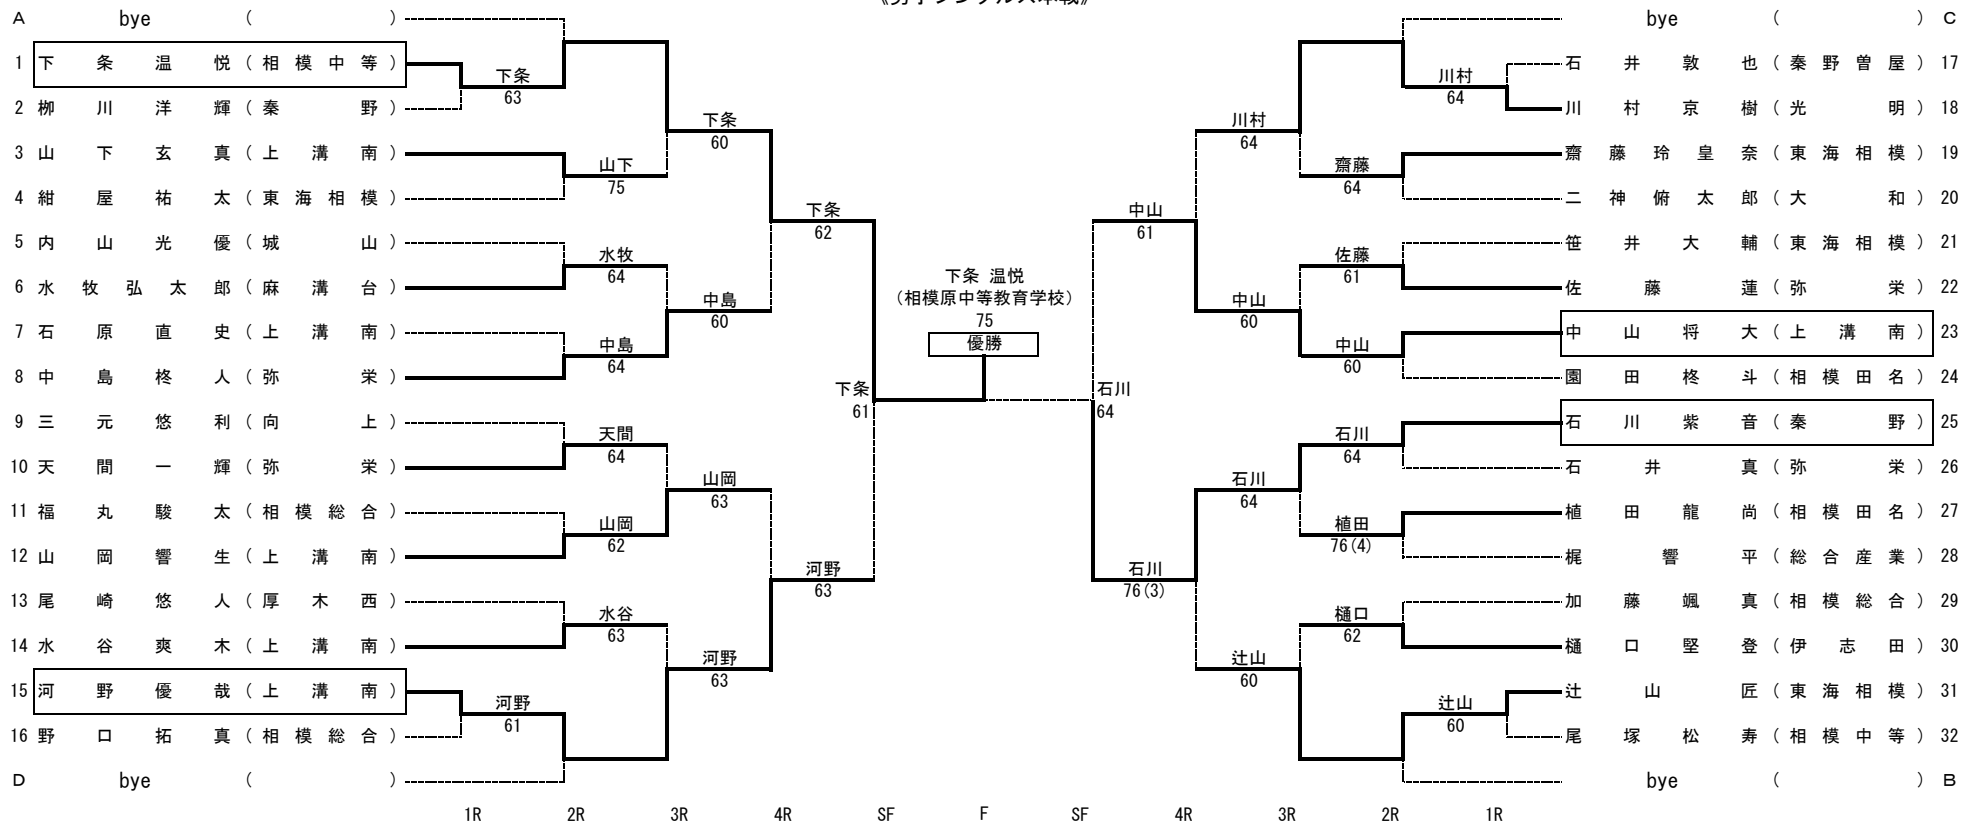 A bye ( )
1 下条温悦(相模中等)
2 柳川洋輝(秦野)
3 山下玄真(上溝南)
4 紺屋祐太(東海相模)
5 内山光優(城山)
6 水牧弘太郎(麻溝台)
7 石原直史(上溝南)
8 中島柊人(弥栄)
9 三元悠利(向上)
10 天間一輝(弥栄)
11 福丸駿太(相模総合)
12 山岡響生(上溝南)
13 尾崎悠人(厚木西)
14 水谷爽木(上溝南)
15 河野優哉(上溝南)
16 野口拓真(相模総合)
D bye ( )
下条
63
河野
61
山下
75
水牧
64
中島
64
天間
64
山岡
62
水谷
63
下条
60
中島
60
山岡
63
河野
63
下条
62
河野
63
下条
61
下条 温悦
(相模原中等教育学校)
75
優勝
石川
64
中山
61
石川
76(3)
川村
64
中山
60
石川
64
辻山
60
齋藤
64
佐藤
61
中山
60
石川
64
植田
76(4)
樋口
62
川村
64
辻山
60
bye ( ) C
石井敦也(秦野曽屋) 17
川村京樹(光明) 18
齋藤玲皇奈(東海相模) 19
二神俯太郎(大和) 20
笹井大輔(東海相模) 21
佐藤蓮(弥栄) 22
中山将大(上溝南) 23
園田柊斗(相模田名) 24
石川紫音(秦野) 25
石井真(弥栄) 26
植田龍尚(相模田名) 27
梶響平(総合産業) 28
加藤颯真(相模総合) 29
樋口堅登(伊志田) 30
辻山匠(東海相模) 31
尾塚松寿(相模中等) 32
bye ( ) B
1R 2R 3R 4R SF F SF 4R 3R 2R 1R